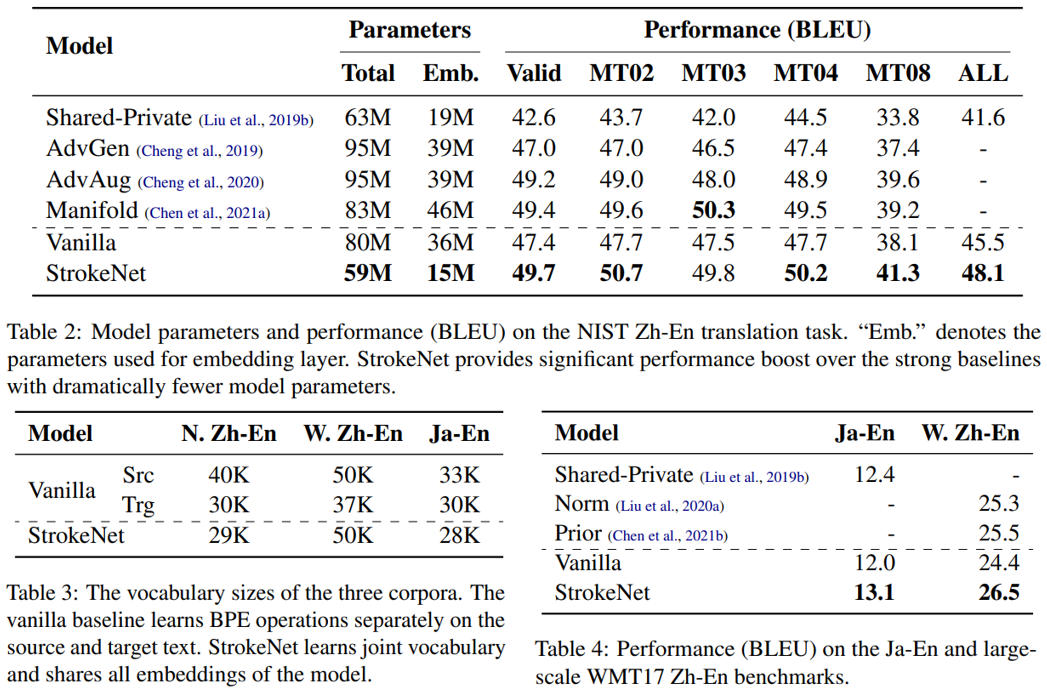 Model Parameters Performance (BLEU)
Total Emb. Valid MT02 MT03 MT04 MT08 ALL
Shared-Private (Liu et al., 2019b) 63M 19M 42.6 43.7 42.0 44.5 33.8 41.6
AdvGen (Cheng et al., 2019) 95M 39M 47.0 47.0 46.5 47.4 37.4 -
AdvAug (Cheng et al., 2020) 95M 39M 49.2 49.0 48.0 48.9 39.6 -
Manifold (Chen et al., 2021a) 83M 46M 49.4 49.6 50.3 49.5 39.2 -
Vanilla 80M 36M 47.4 47.7 47.5 47.7 38.1 45.5
StrokeNet 59M 15M 49.7 50.7 49.8 50.2 41.3 48.1
Table 2: Model parameters and performance (BLEU) on the NIST Zh-En translation task. “Emb.” denotes the
parameters used for embedding layer. StrokeNet provides significant performance boost over the strong baselines
with dramatically fewer model parameters.
Model N. Zh-En W. Zh-En Ja-En
Vanilla Src 40K 50K 33K
Trg 30K 37K 30K
StrokeNet 29K 50K 28K
Table 3: The vocabulary sizes of the three corpora. The
vanilla baseline learns BPE operations separately on the
source and target text. StrokeNet learns joint vocabulary
and shares all embeddings of the model.
Model Ja-En W. Zh-En
Shared-Private (Liu et al., 2019b) 12.4 -
Norm (Liu et al., 2020a) - 25.3
Prior (Chen et al., 2021b) - 25.5
Vanilla 12.0 24.4
StrokeNet 13.1 26.5
Table 4: Performance (BLEU) on the Ja-En and large-
scale WMT17 Zh-En benchmarks.